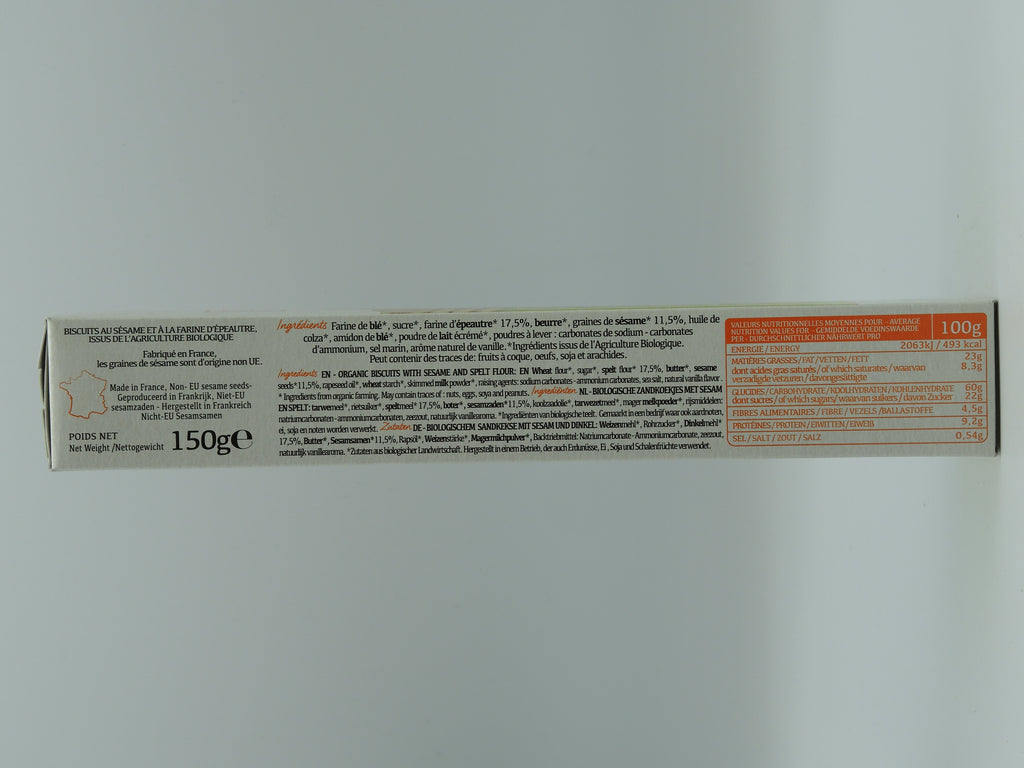 BISCUITS AU SÉSAME ET À LA FARINE D'ÉPEAUTRE,
ISSUS DE L'AGRICULTURE BIOLOGIQUE
Fabriqué en France,
les graines de sésame sont d'origine non UE.
Made in France, Non- EU sesame seeds-
Geproduceerd in Frankrijk, Niet-EU
sesamzaden - Hergestellt in Frankreich
Nicht-EU Sesamsamen
POIDS NET
Net Weight /Nettogewicht 150g℮
Ingrédients Farine de blé*, sucre*, farine d'épeautre* 17,5%, beurre*, graines de sésame* 11,5%, huile de
colza*, amidon de blé*, poudre de lait écrémé*, poudres à lever : carbonates de sodium - carbonates
d'ammonium, sel marin, arôme naturel de vanille. *Ingrédients issus de l'Agriculture Biologique.
Peut contenir des traces de: fruits à coque, oeufs, soja et arachides.
Ingredients EN - ORGANIC BISCUITS WITH SESAME AND SPELT FLOUR: EN Wheat flour*, sugar*, spelt flour* 17,5%, butter*, sesame
seeds*11,5%, rapeseed oil*, wheat starch*, skimmed milk powder*, raising agents: sodium carbonates - ammonium carbonates, sea salt, natural vanilla flavor.
* Ingredients from organic farming. May contain traces of : nuts, eggs, soya and peanuts. Ingrediënten NL - BIOLOGISCHE ZANDKOEKJES MET SESAM
EN SPELT: tarwemeel*, rietsuiker*, speltmeel* 17,5%, boter*, sesamzaden*11,5%, koolzaadolie*, tarwezetmeel*, mager melkpoeder*, rijsmiddelen:
natriumcarbonaten - ammoniumcarbonaten, zeezout, natuurlijk vanillearoma. *Ingrediënten van biologische teelt. Gemaakt in een bedrijf waar ook aardnoten,
ei, soja en noten worden verwerkt. Zutaten DE - BIOLOGISCHEM SANDKEKSE MIT SESAM UND DINKEL: Weizenmehl*, Rohrzucker*, Dinkelmehl*
17,5%, Butter*, Sesamsamen*11,5%, Rapsöl*, Weizenstärke*, Magermilchpulver*, Backtriebmittel: Natriumcarbonate-Ammoniumcarbonate, zeezout,
natuurlijk vanillearoma. *Zutaten aus biologischer Landwirtschaft. Hergestellt in einem Betrieb, der auch Erdunüsse, Ei, Soja und Schalenfrüchte verwendet.
VALEURS NUTRITIONNELLES MOYENNES POUR - AVERAGE
NUTRITION VALUES FOR - GEMIDDELDE VOEDINSWAARDE
PER - DURCHSCHNITTLICHER NÄHRWERT PRO 100g
ENERGIE / ENERGY 2063kJ / 493 kcal
MATIÈRES GRASSES / FAT / VETTEN / FETT 23g
dont acides gras saturés/ of which saturates / waarvan 8,3g
verzadigde vetzuren / davongesättigte
GLUCIDES / CARBOHYDRATE / KOOLHYDRATEN / KOHLENHYDRATE 60g
dont sucres/ of which sugars/ waarvan suikers / davon Zucker 22g
FIBRES ALIMENTAIRES / FIBRE / VEZELS / BALLASTOFFE 4,5g
PROTÉINES / PROTEIN / EIWITTEN / EIWEIß 9,2g
SEL / SALT / ZOUT / SALZ 0,54g